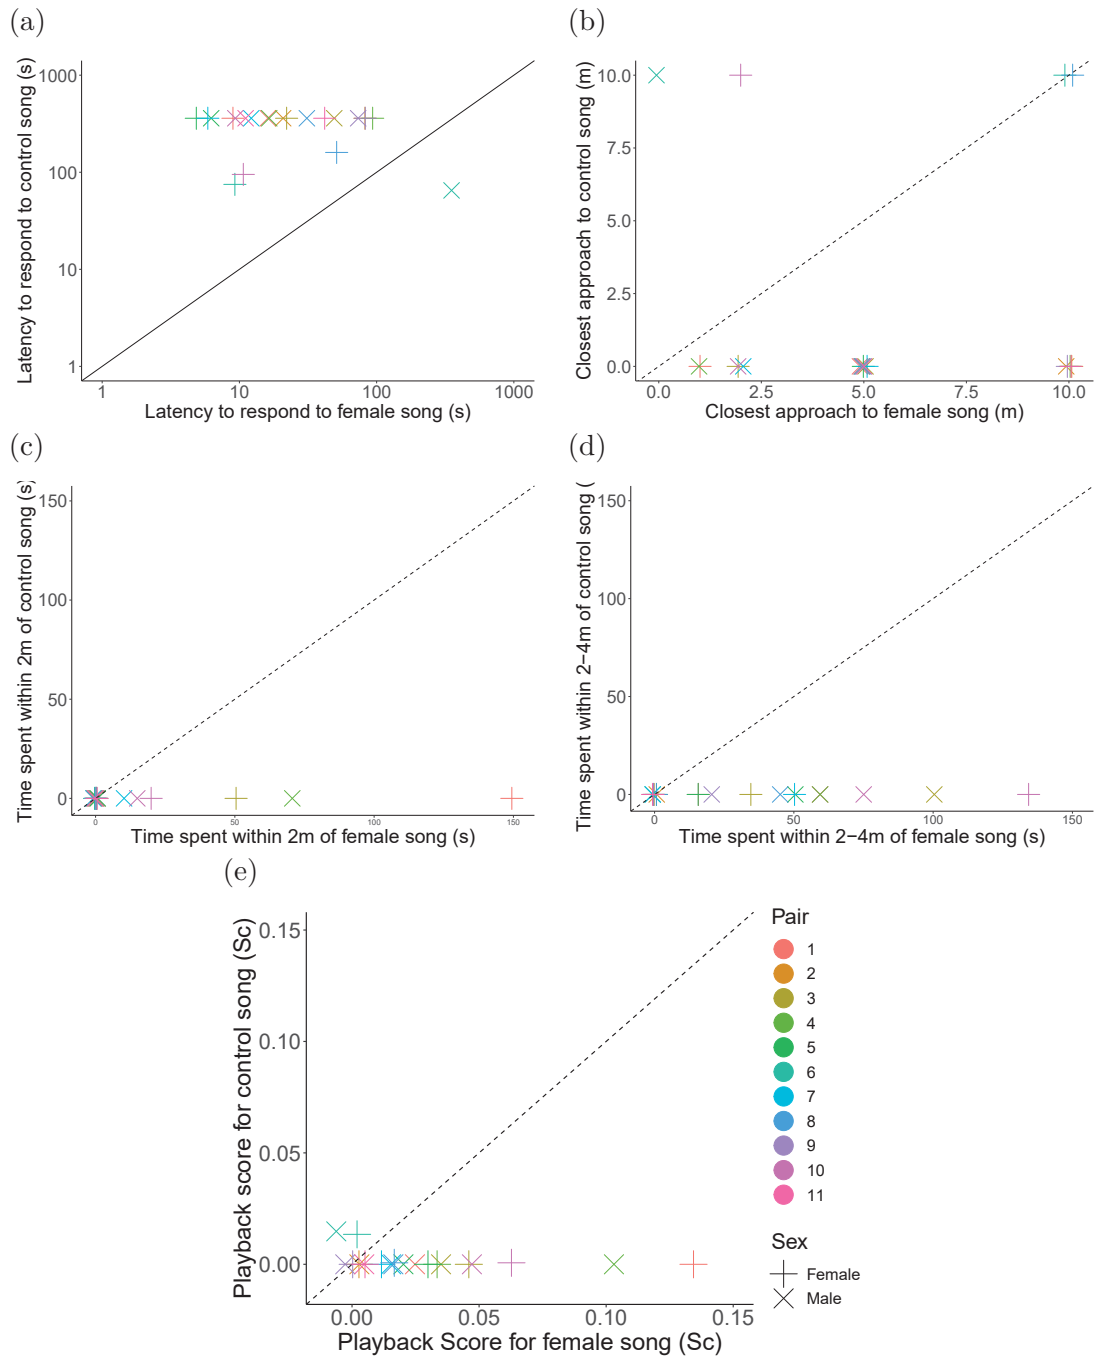 (a)
Latency to respond to control song (s)
1000
100
10
1
1
10
100
1000
Latency to respond to female song (s)
(b)
Closest approach to control song (m)
10.0
7.5
5.0
2.5
0.0
0.0
2.5
5.0
7.5
10.0
Closest approach to female song (m)
(c)
Time spent within 2m of control song (s)
150
100
50
0
0
50
100
150
Time spent within 2m of female song (s)
(d)
Time spent within 2−4m of control song (
150
100
50
0
0
50
100
150
Time spent within 2−4m of female song (s)
(e)
Playback score for control song (Sc)
0.15
0.10
0.05
0.00
0.00
0.05
0.10
0.15
Playback Score for female song (Sc)
Pair
1
2
3
4
5
6
7
8
9
10
11
Sex
Female
Male